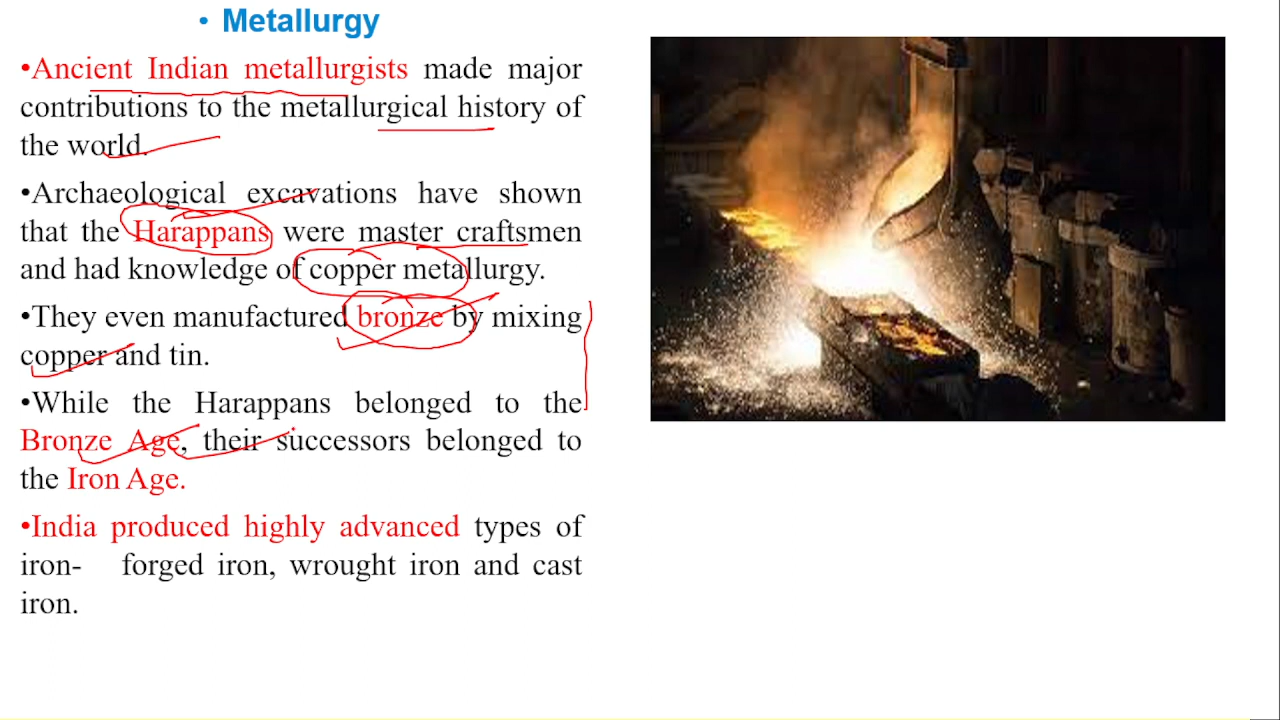 • Metallurgy
•Ancient Indian metallurgists made major
contributions to the metallurgical history of
the world.
•Archaeological excavations have shown
that the Harappans were master craftsmen
and had knowledge of copper metallurgy.
•They even manufactured bronze by mixing
copper and tin.
•While the Harappans belonged to the
Bronze Age, their successors belonged to
the Iron Age.
•India produced highly advanced types of
iron- forged iron, wrought iron and cast
iron.